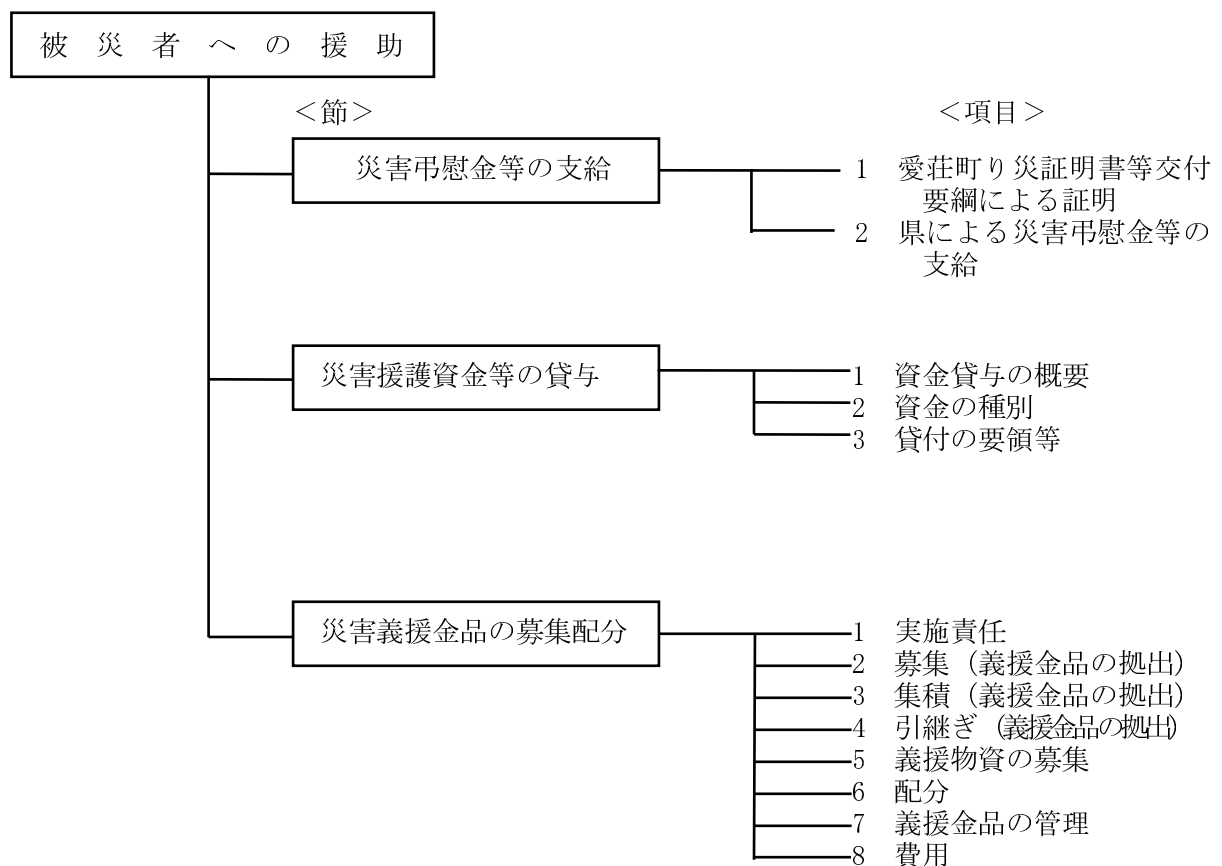 被災者への援助
＜節＞
＜項目＞
災害弔慰金等の支給
1 愛荘町り災証明書等交付
要綱による証明
2 県による災害弔慰金等の
支給
災害援護資金等の貸与
1 資金貸与の概要
2 資金の種別
3 貸付の要領等
災害義援金品の募集配分
1 実施責任
2 募集（義援金品の拠出）
3 集積（義援金品の拠出）
4 引継ぎ（義援金品の拠出）
5 義援物資の募集
6 配分
7 義援金品の管理
8 費用